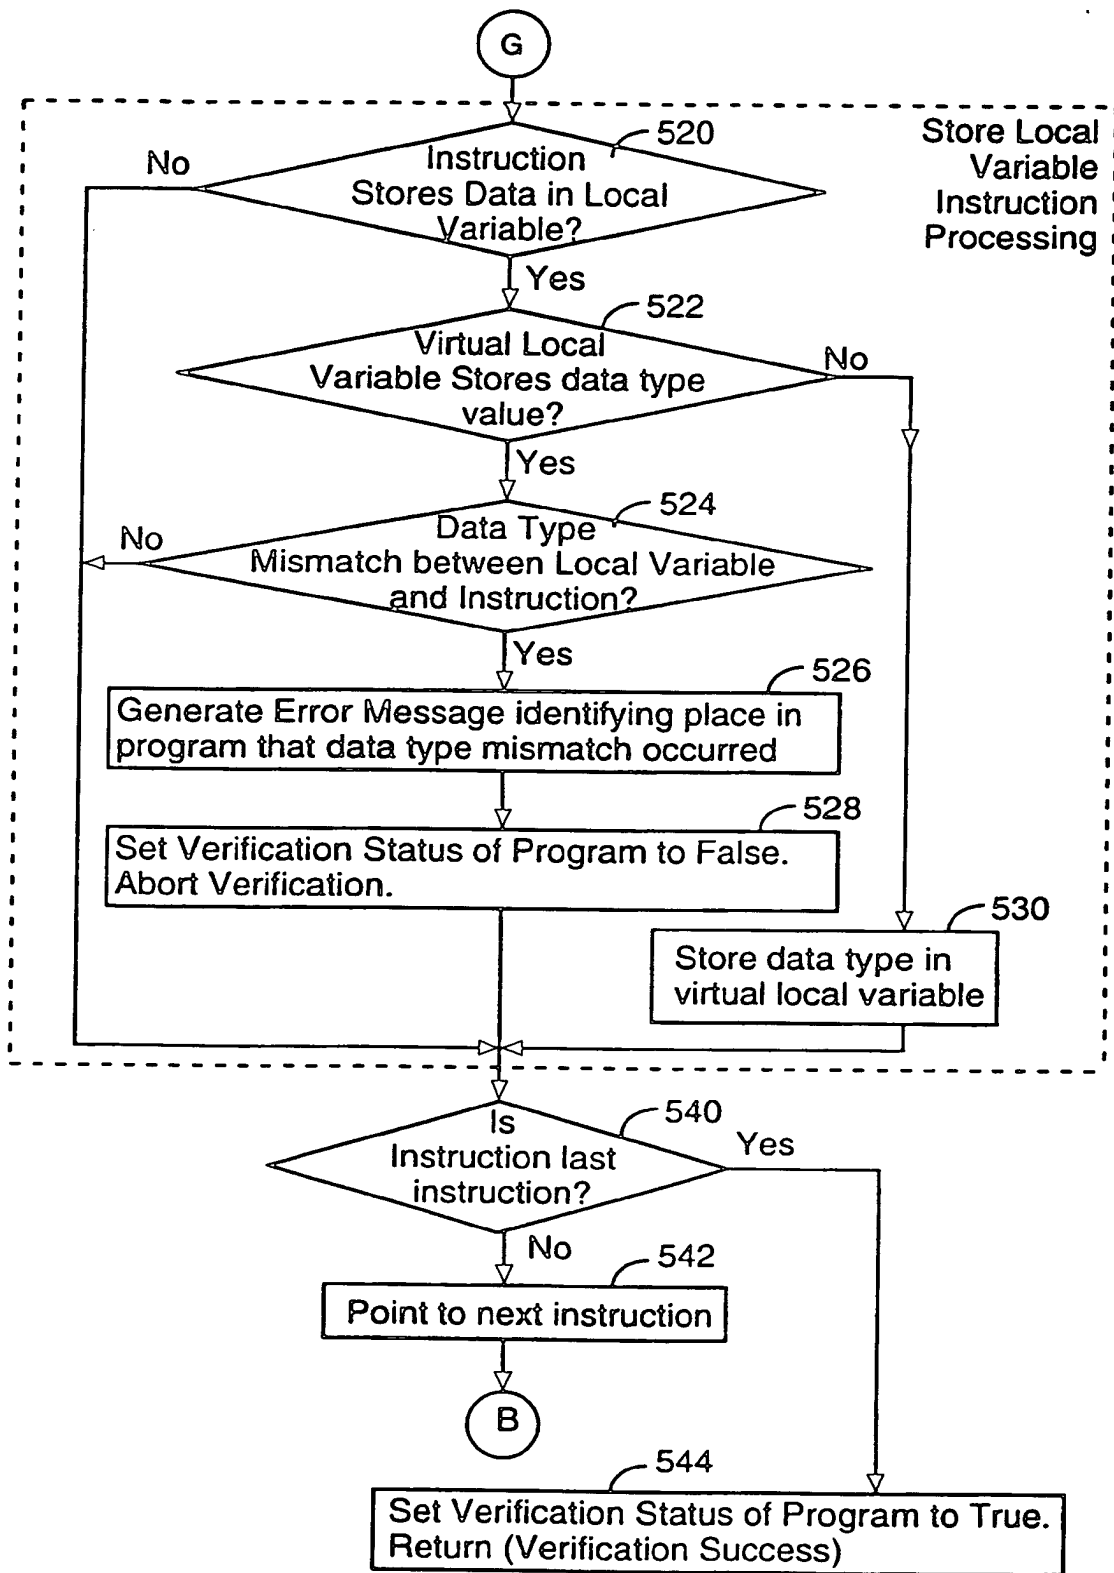 G
520
Store Local
Variable
Instruction
Processing
No
Instruction
Stores Data in Local
Variable?
Yes
522
Virtual Local
Variable Stores data type
value?
No
Yes
524
No
Data Type
Mismatch between Local Variable
and Instruction?
Yes
526
Generate Error Message identifying place in
program that data type mismatch occurred
528
Set Verification Status of Program to False.
Abort Verification.
530
Store data type in
virtual local variable
540
Is
Instruction last
instruction?
Yes
No
542
Point to next instruction
B
544
Set Verification Status of Program to True.
Return (Verification Success)